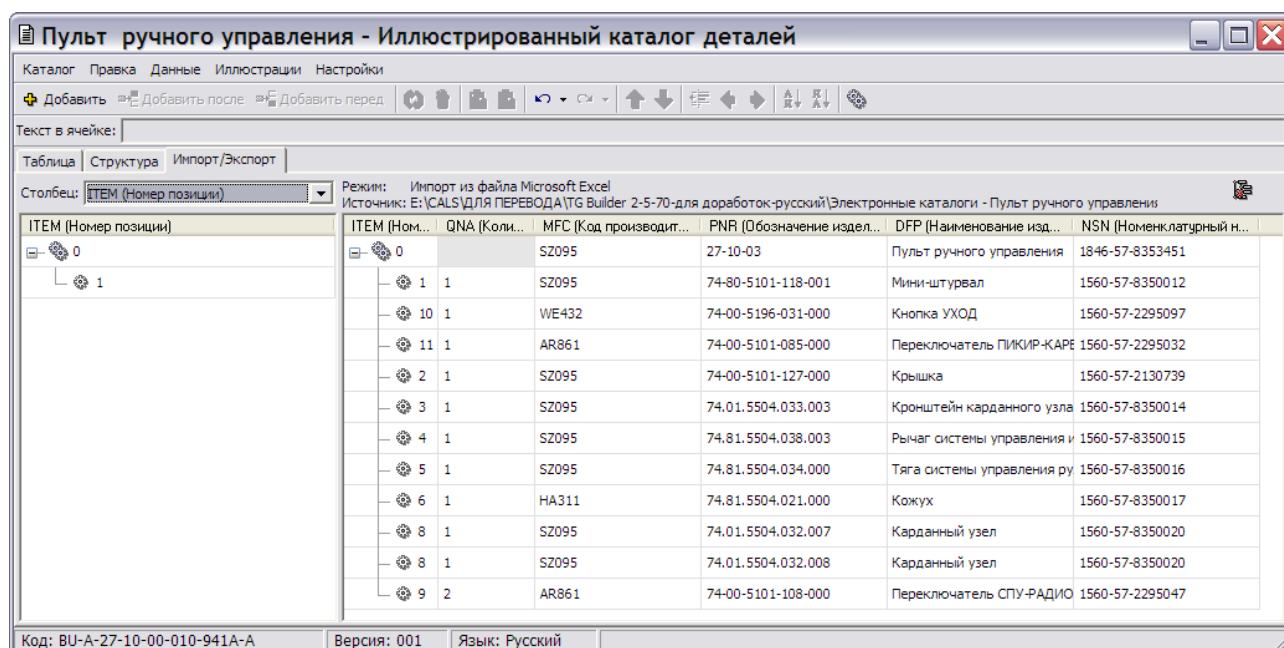 Пульт ручного управления - Иллюстрированный каталог деталей
Каталог Правка Данные Иллюстрации Настройки
Добавить Добавить после Добавить перед
Текст в ячейке:
Таблица Структура Импорт/Экспорт
Столбец: ITEM (Номер позиции)
Режим: Импорт из файла Microsoft Excel
Источник: E:\CALS\ДЛЯ ПЕРЕВОДА\TG Builder 2-5-70-для доработок-русский\Электронные каталоги - Пульт ручного управлени
ITEM (Номер позиции)
0
1
ITEM (Ном... QNA (Коли... MFC (Код производит... PNR (Обозначение издел... DFP (Наименование изд... NSN (Номенклатурный н...
0 SZ095 27-10-03 Пульт ручного управления 1846-57-8353451
1 1 SZ095 74-80-5101-118-001 Мини-штурвал 1560-57-8350012
10 1 WE432 74-00-5196-031-000 Кнопка УХОД 1560-57-2295097
11 1 AR861 74-00-5101-085-000 Переключатель ПИКИР-КАБ 1560-57-2295032
2 1 SZ095 74-00-5101-127-000 Крышка 1560-57-2130739
3 1 SZ095 74.01.5504.033.003 Кронштейн карданного узла 1560-57-8350014
4 1 SZ095 74.81.5504.038.003 Рычаг системы управления и 1560-57-8350015
5 1 SZ095 74.81.5504.034.000 Тяга системы управления ру 1560-57-8350016
6 1 HA311 74.81.5504.021.000 Кожух 1560-57-8350017
8 1 SZ095 74.01.5504.032.007 Карданный узел 1560-57-8350020
8 1 SZ095 74.01.5504.032.008 Карданный узел 1560-57-8350020
9 2 AR861 74-00-5101-108-000 Переключатель СПУ-РАДИО 1560-57-2295047
Код: BU-A-27-10-00-010-941A-A Версия: 001 Язык: Русский